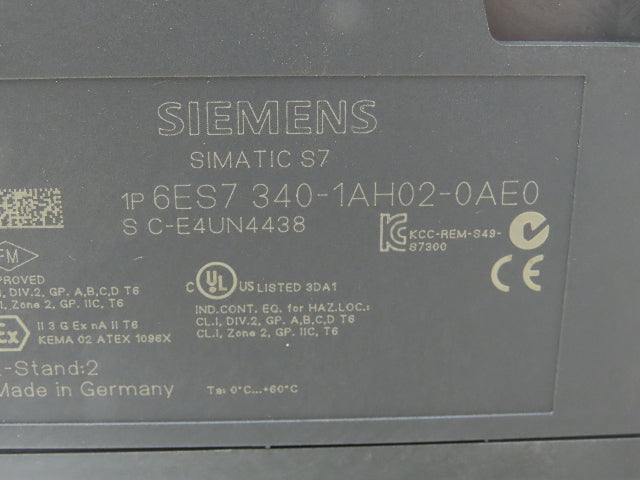 SIEMENS
SIMATIC S7
1P 6ES7 340-1AH02-0AE0
S C-E4UN4438
KCC-REM-S49-
S7300
FM
PROVED
I, DIV.2, GP. A,B,C,D T6
I, Zone 2, GP. IIC, T6
C UL US LISTED 3DA1
CE
IND.CONT. EQ. for HAZ.LOC.:
CL.I, DIV.2, GP. A,B,C,D T6
CL.I, Zone 2, GP. IIC, T6
Ex II 3 G Ex nA II T6
KEMA 02 ATEX 1096X
-Stand:2
Made in Germany
Ta: 0°C...+60°C